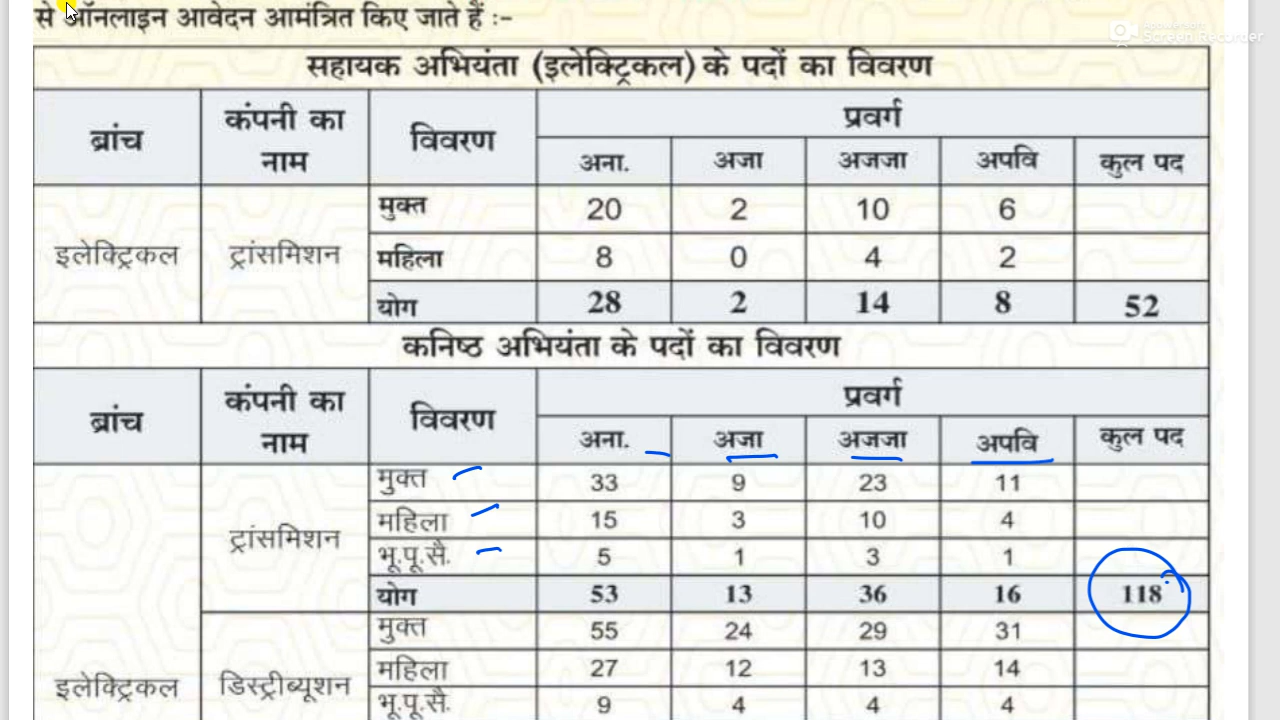 से ऑनलाइन आवेदन आमंत्रित किए जाते हैं :-
Screen Recorder
सहायक अभियंता (इलेक्ट्रिकल) के पदों का विवरण
ब्रांच कंपनी का नाम विवरण प्रवर्ग
अना. अजा अजजा अपवि कुल पद
इलेक्ट्रिकल ट्रांसमिशन मुक्त 20 2 10 6
महिला 8 0 4 2
योग 28 2 14 8 52
कनिष्ठ अभियंता के पदों का विवरण
ब्रांच कंपनी का नाम विवरण प्रवर्ग
अना. अजा अजजा अपवि कुल पद
इलेक्ट्रिकल ट्रांसमिशन मुक्त 33 9 23 11
महिला 15 3 10 4
भू.पू.सै. 5 1 3 1
योग 53 13 36 16 118
डिस्ट्रीब्यूशन मुक्त 55 24 29 31
महिला 27 12 13 14
भू.पू.सै. 9 4 4 4